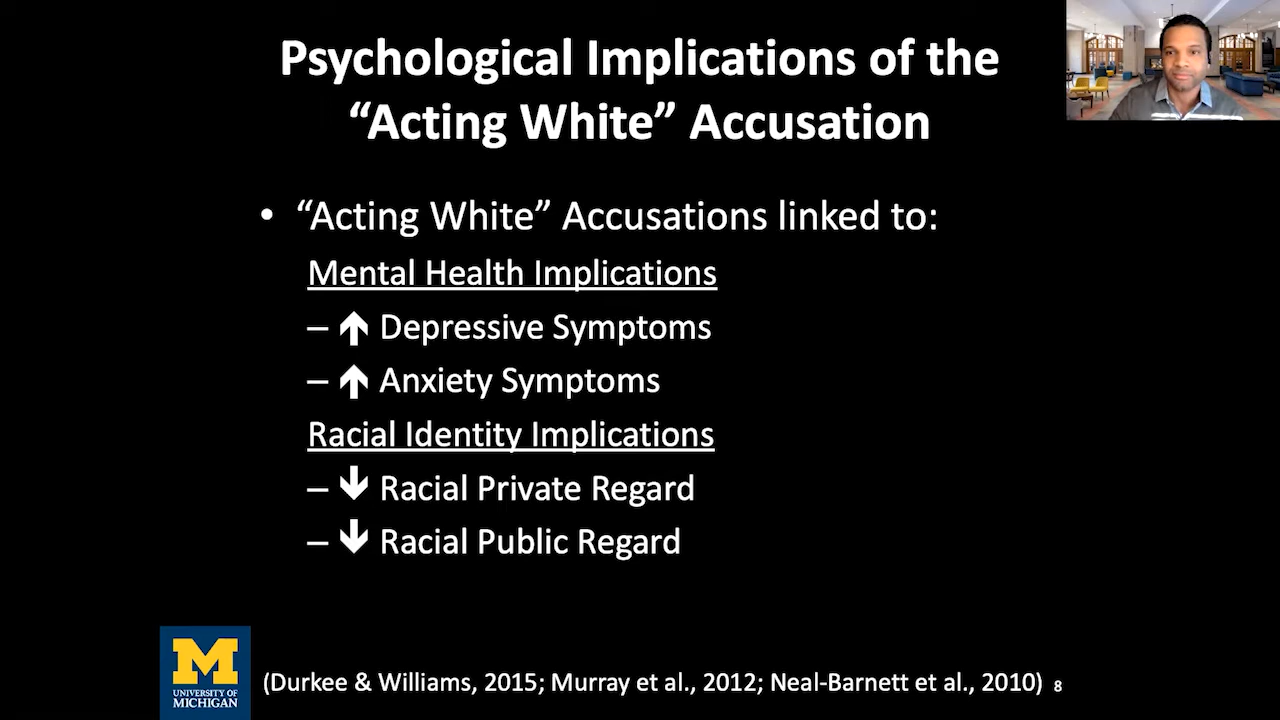 Psychological Implications of the
“Acting White” Accusation
• “Acting White” Accusations linked to:
Mental Health Implications
– ↑ Depressive Symptoms
– ↑ Anxiety Symptoms
Racial Identity Implications
– ↓ Racial Private Regard
– ↓ Racial Public Regard
M
UNIVERSITY OF
MICHIGAN
(Durkee & Williams, 2015; Murray et al., 2012; Neal-Barnett et al., 2010) 8